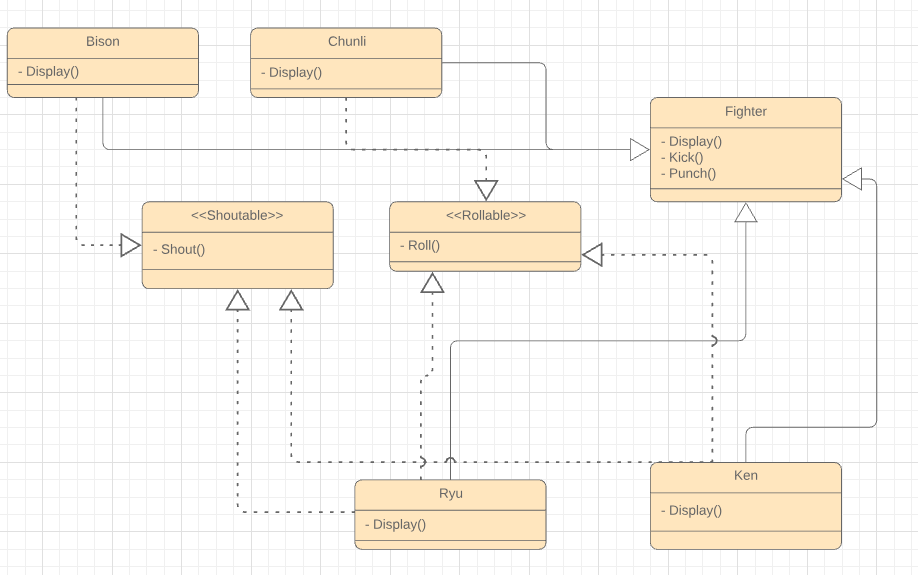 Bison
- Display()
Chunli
- Display()
Fighter
- Display()
- Kick()
- Punch()
<<Shoutable>>
- Shout()
<<Rollable>>
- Roll()
Ryu
- Display()
Ken
- Display()